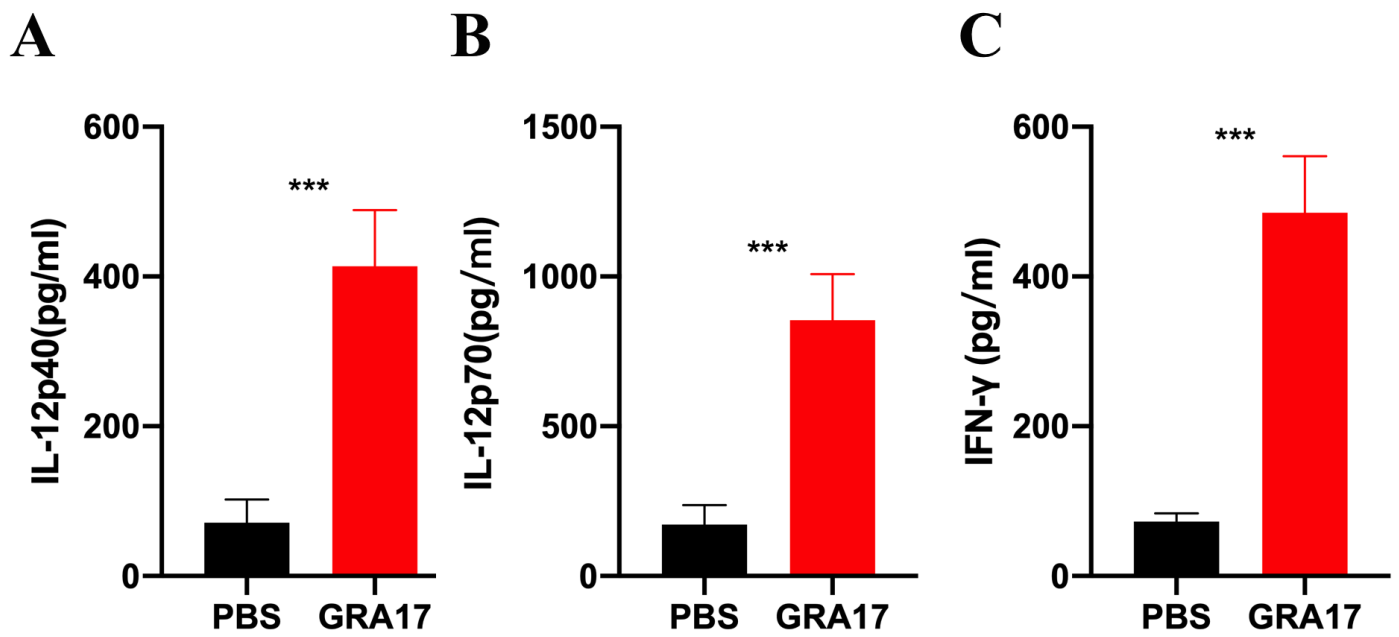 A
IL-12p40(pg/ml)
600
400
200
0
***
PBS GRA17
B
IL-12p70(pg/ml)
1500
1000
500
0
***
PBS GRA17
C
IFN-γ (pg/ml)
600
400
200
0
***
PBS GRA17